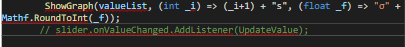 ShowGraph(valueList, (int _i) => (_i+1) + "s", (float _f) => "σ" +
Mathf.RoundToInt(_f));
// slider.onValueChanged.AddListener(UpdateValue);